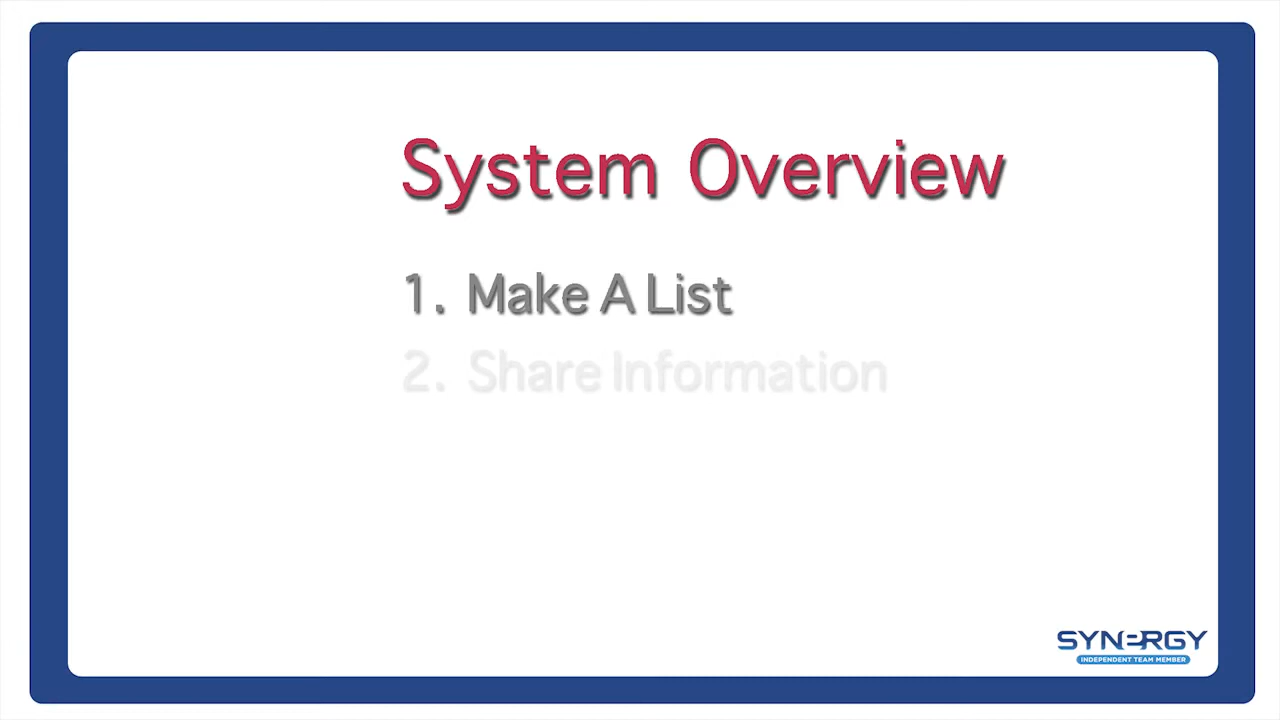 System Overview
1. Make A List
2. Share Information
SYNERGY
INDEPENDENT TEAM MEMBER